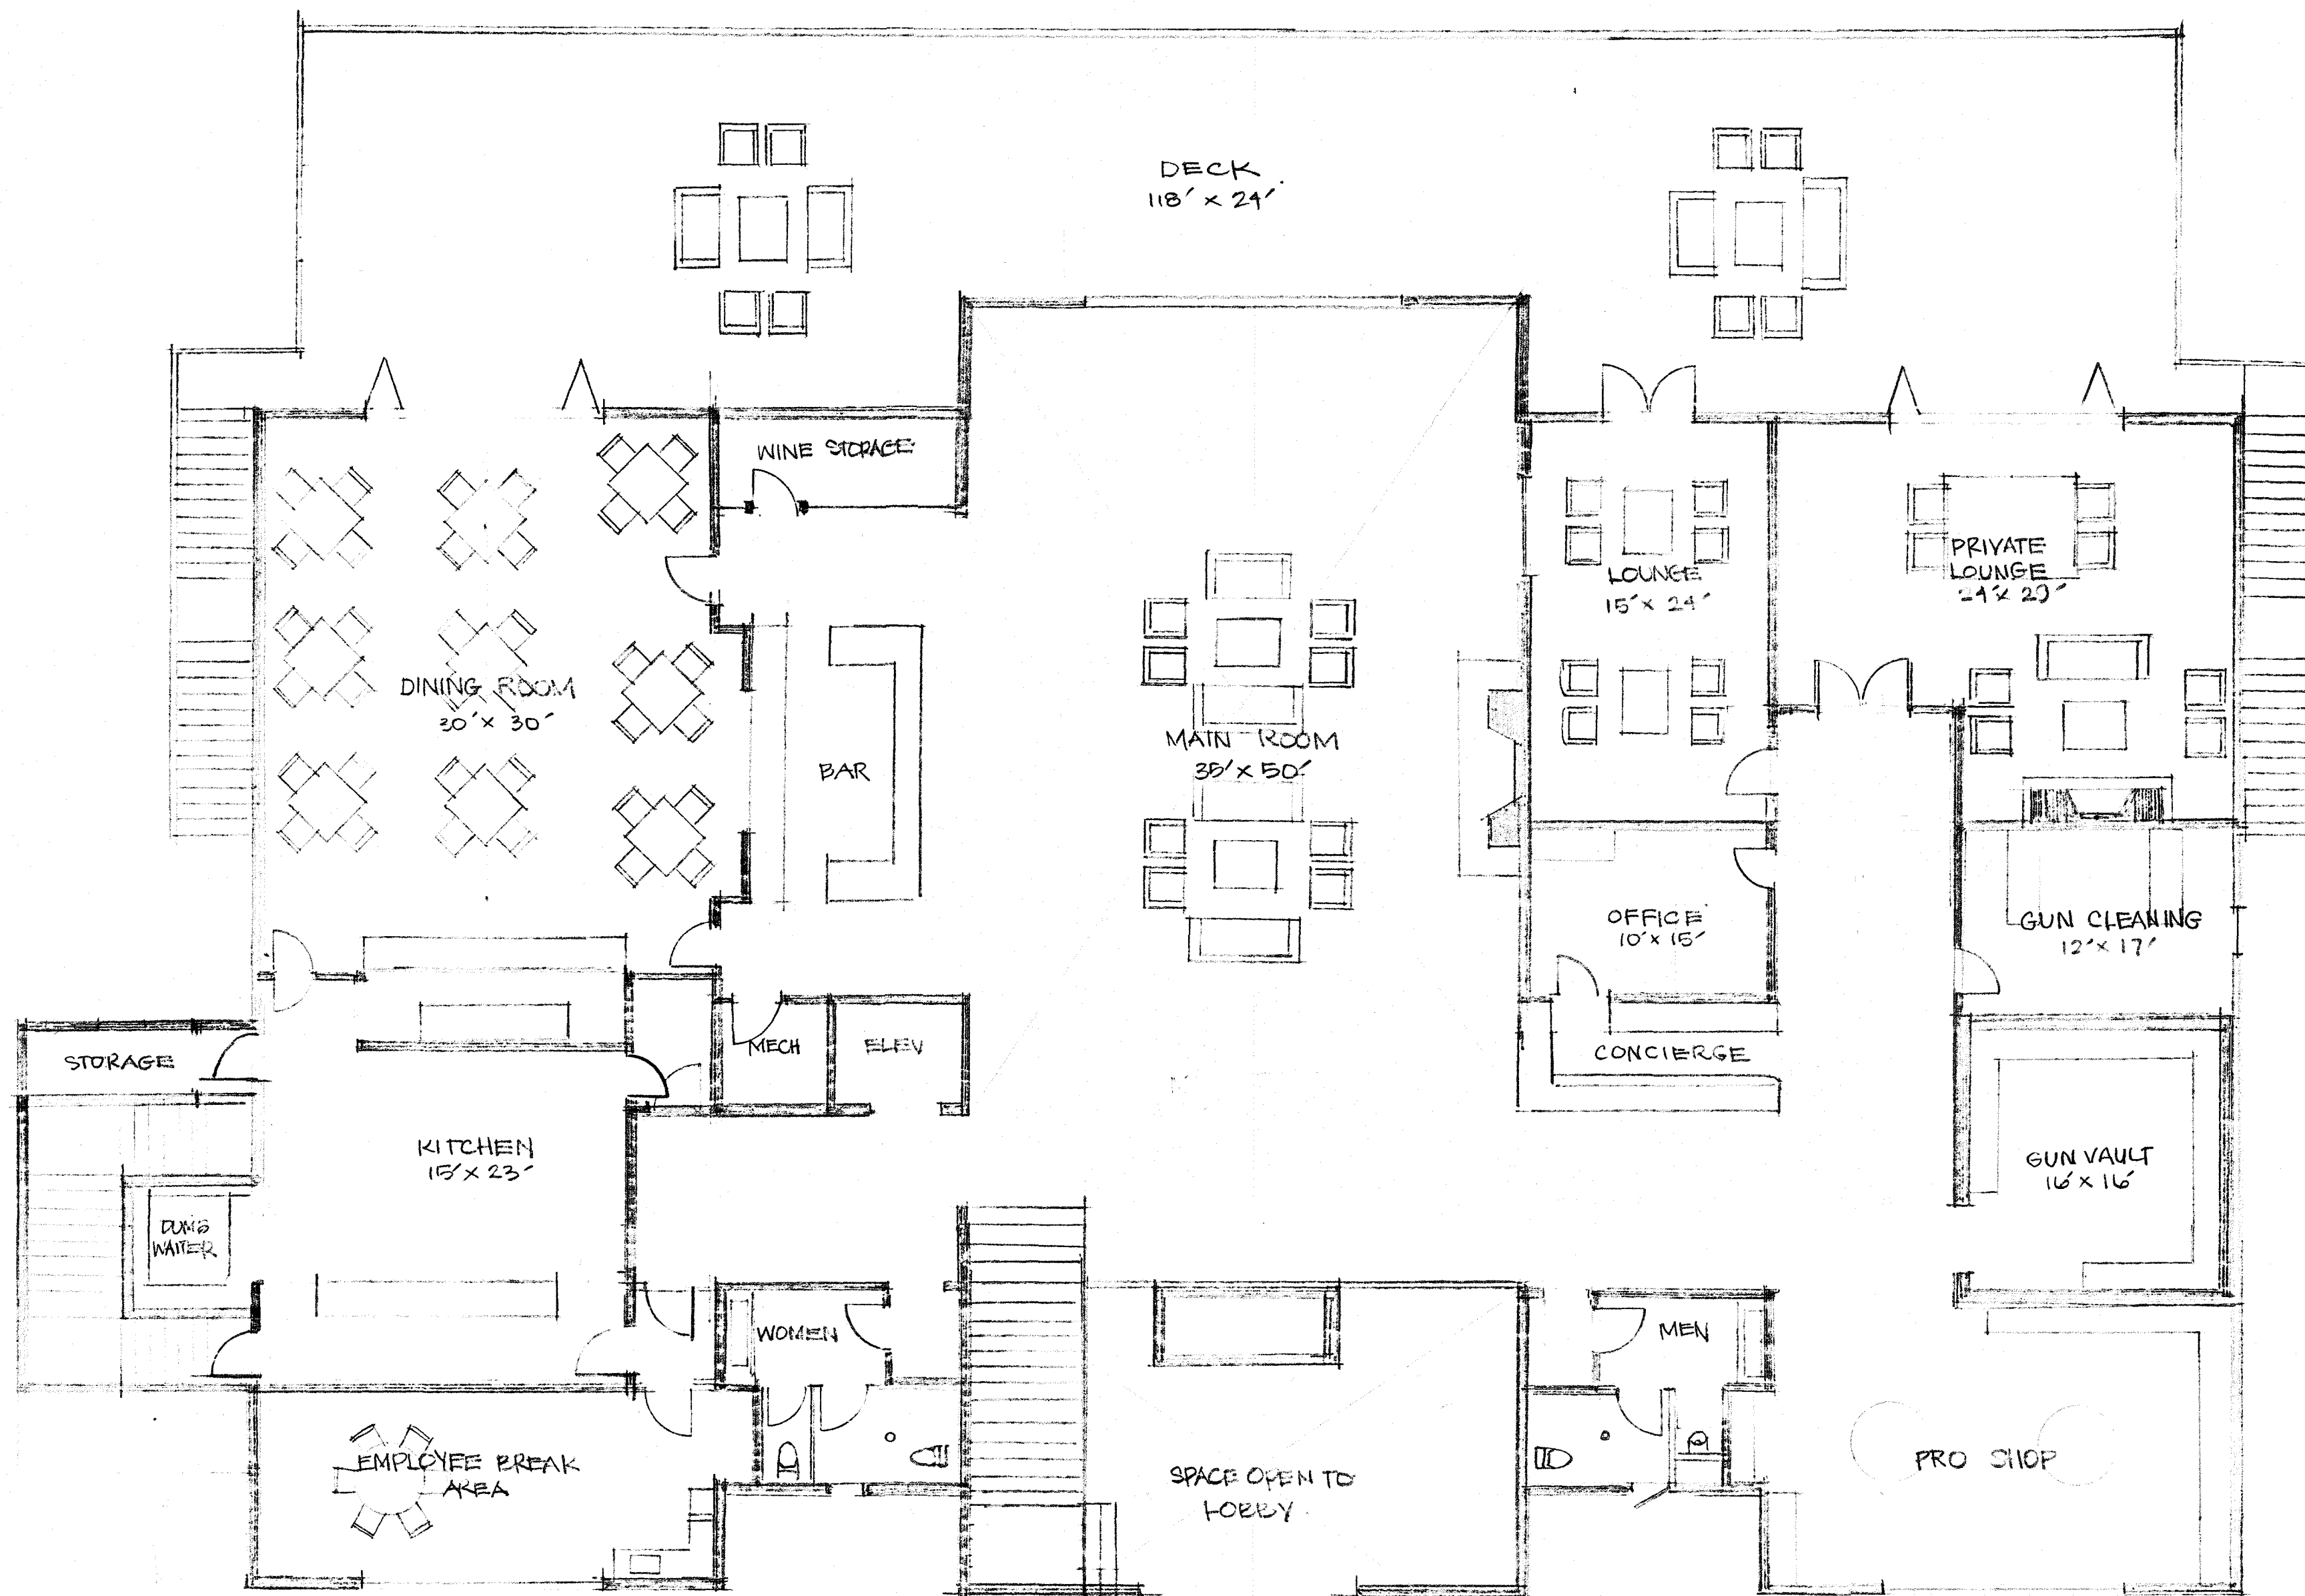 DECK
118' x 24'
WINE STORAGE
LOUNGE
15' x 24'
PRIVATE
LOUNGE
DINING ROOM
30' x 30'
BAR
MAIN ROOM
35' x 50'
OFFICE
10' x 15'
GUN CLEANING
12' x 17'
STORAGE
MECH
ELEV
CONCIERGE
KITCHEN
15' x 23'
GUN VAULT
16' x 16'
DUMB
WAITER
WOMEN
MEN
EMPLOYEE BREAK
AREA
SPACE OPEN TO
LOBBY
PRO SHOP